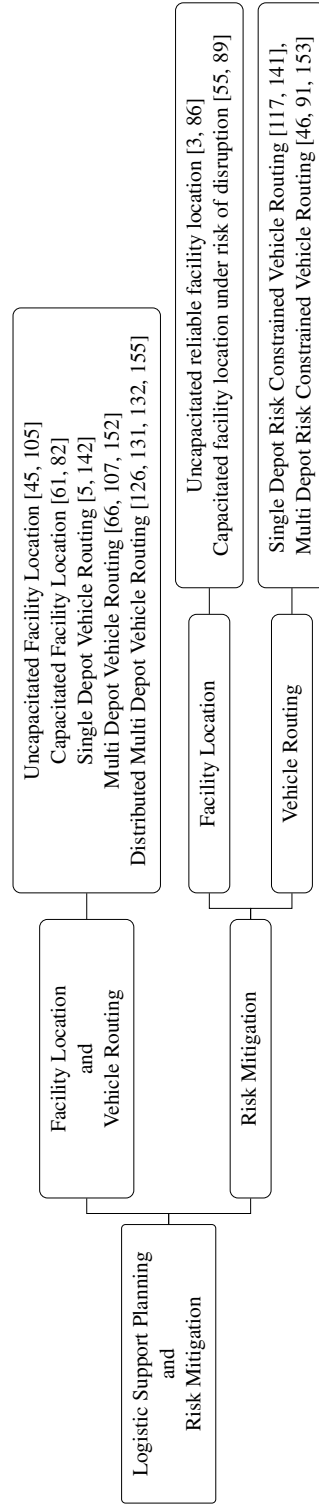 Logistic Support Planning
and
Risk Mitigation
Facility Location
and
Vehicle Routing
Uncapacitated Facility Location [45, 105]
Capacitated Facility Location [61, 82]
Single Depot Vehicle Routing [5, 142]
Multi Depot Vehicle Routing [66, 107, 152]
Distributed Multi Depot Vehicle Routing [126, 131, 132, 155]
Risk Mitigation
Facility Location
Uncapacitated reliable facility location [3, 86]
Capacitated facility location under risk of disruption [55, 89]
Vehicle Routing
Single Depot Risk Constrained Vehicle Routing [117, 141],
Multi Depot Risk Constrained Vehicle Routing [46, 91, 153]